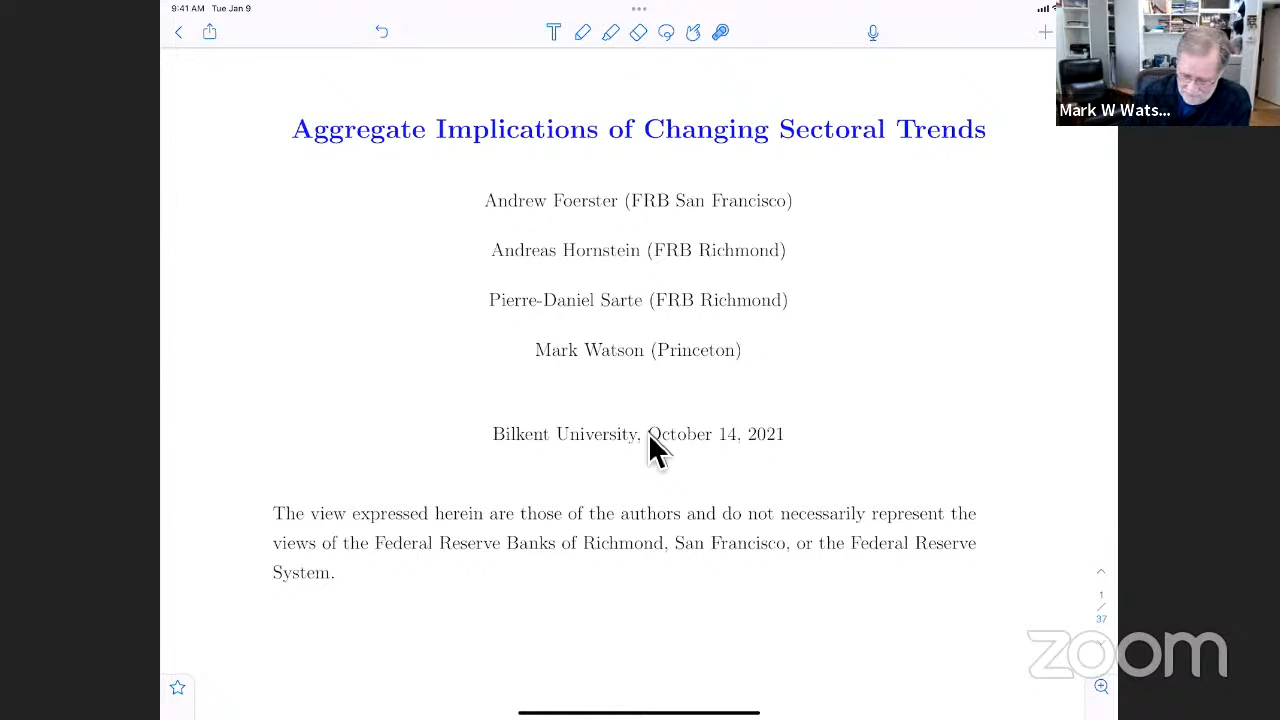 9:41 AM Tue Jan 9
Mark W Wats...
Aggregate Implications of Changing Sectoral Trends
Andrew Foerster (FRB San Francisco)
Andreas Hornstein (FRB Richmond)
Pierre-Daniel Sarte (FRB Richmond)
Mark Watson (Princeton)
Bilkent University, October 14, 2021
The view expressed herein are those of the authors and do not necessarily represent the
views of the Federal Reserve Banks of Richmond, San Francisco, or the Federal Reserve
System.
1
/
37
zoom